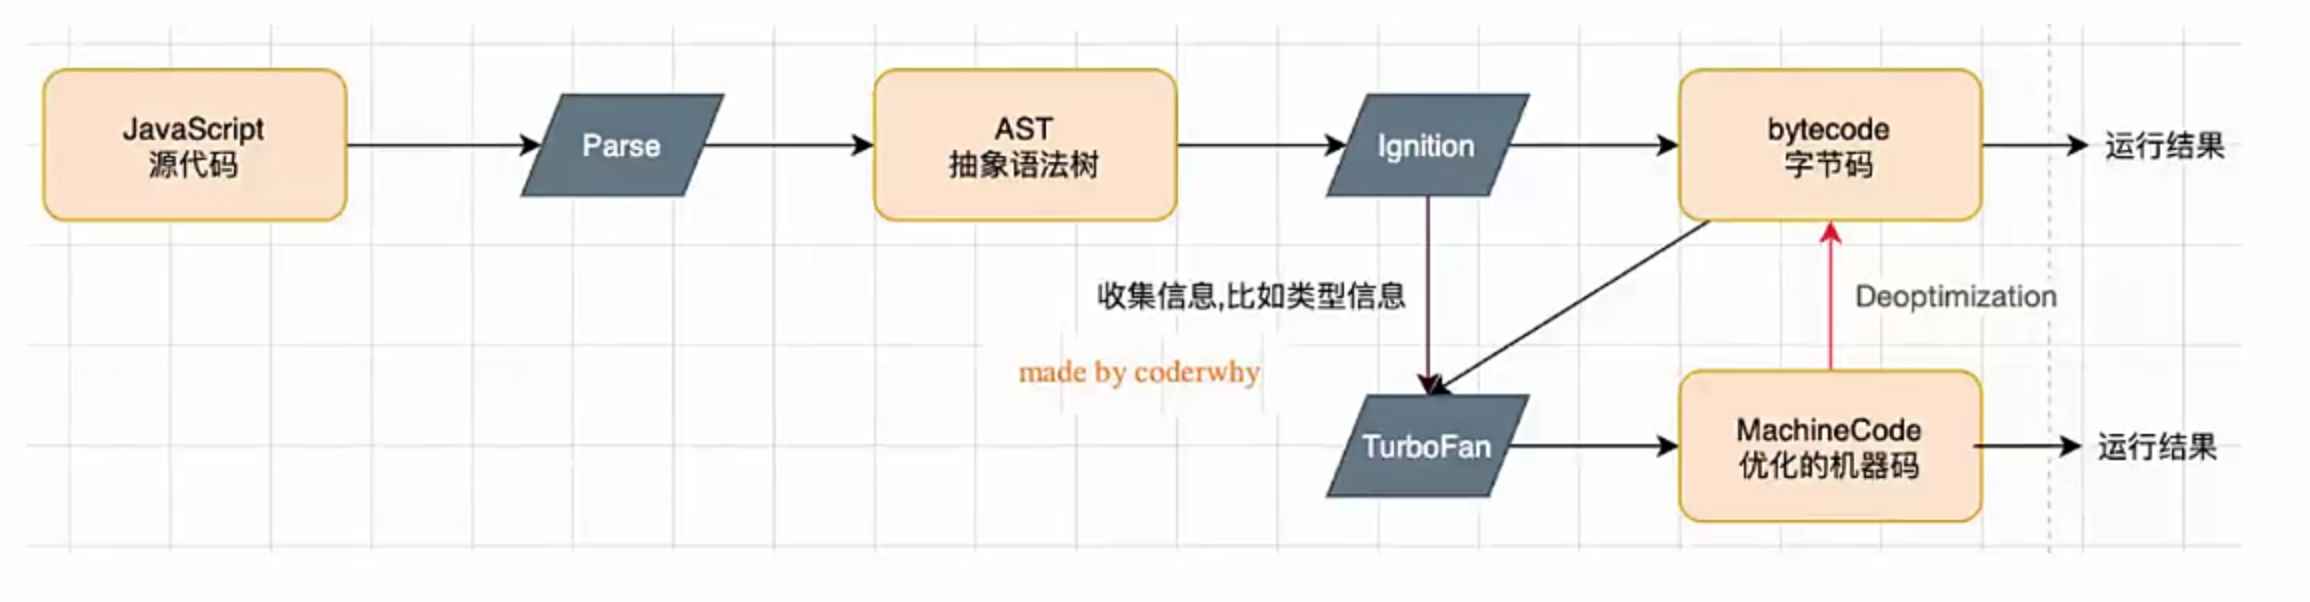 JavaScript
源代码
Parse
AST
抽象语法树
Ignition
bytecode
字节码
运行结果
收集信息,比如类型信息
Deoptimization
made by coderwhy
TurboFan
MachineCode
优化的机器码
运行结果